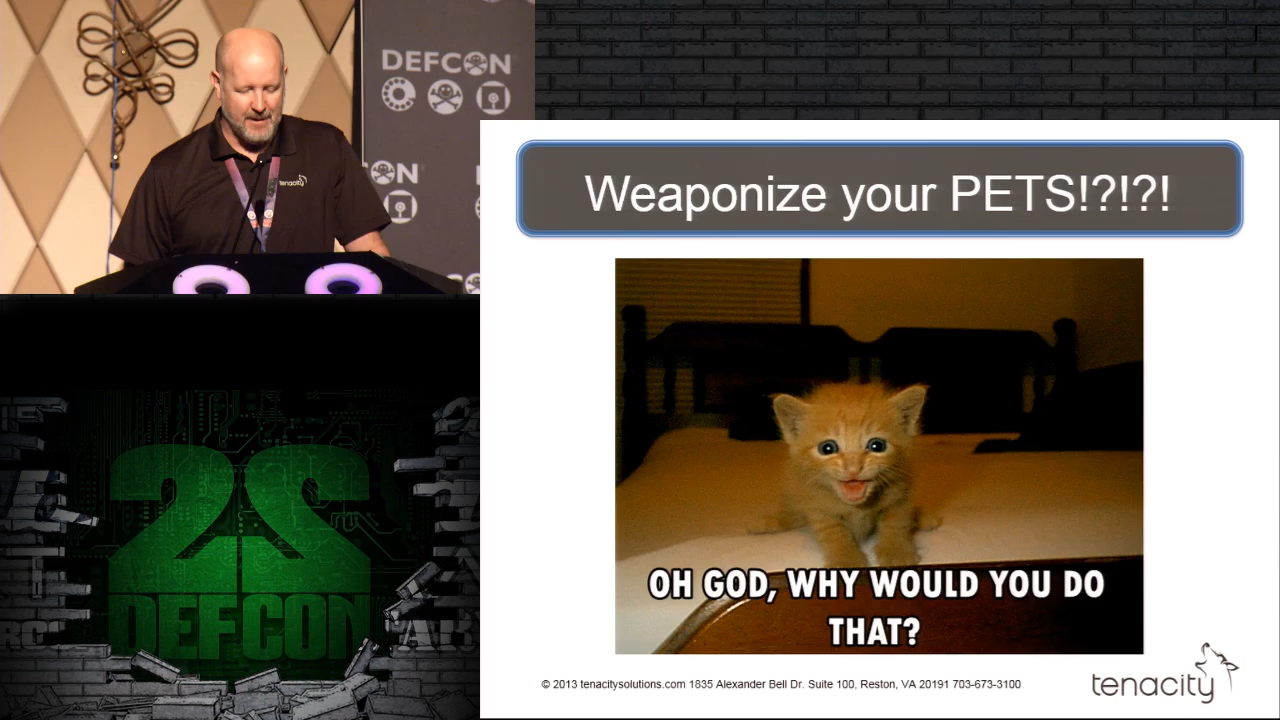 DEFCON
tenacity
CON
Weaponize your PETS!?!?!
OH GOD, WHY WOULD YOU DO
THAT?
© 2013 tenacitysolutions.com 1835 Alexander Bell Dr. Suite 100, Reston, VA 20191 703-673-3100
tenacity
22
DEFCON